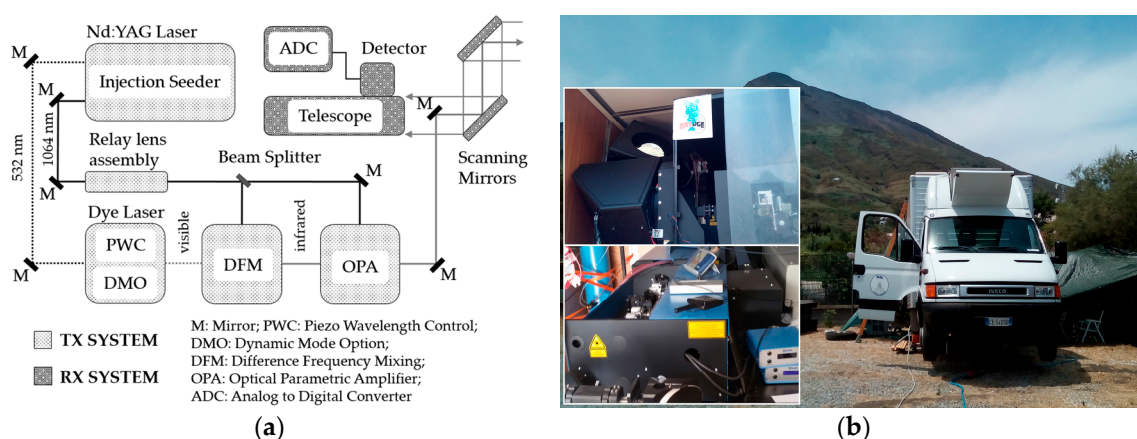 Nd:YAG Laser
M
Injection Seeder
M
532 nm
1064 nm
M
Relay lens
assembly
ADC
Detector
Telescope
M
Scanning
Mirrors
Beam Splitter
M
Dye Laser
PWC
DMO
M
visible
DFM
infrared
OPA
M
TX SYSTEM
RX SYSTEM
M: Mirror; PWC: Piezo Wavelength Control;
DMO: Dynamic Mode Option;
DFM: Difference Frequency Mixing;
OPA: Optical Parametric Amplifier;
ADC: Analog to Digital Converter
(a)
IVECO
(b)